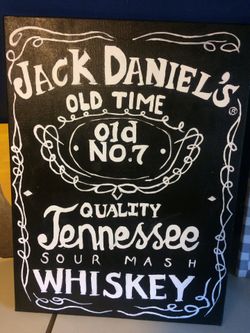 JACK DANIEL'S
®
OLD TIME
old
NO.7
QUALITY
Tennessee
SOUR MASH
WHISKEY